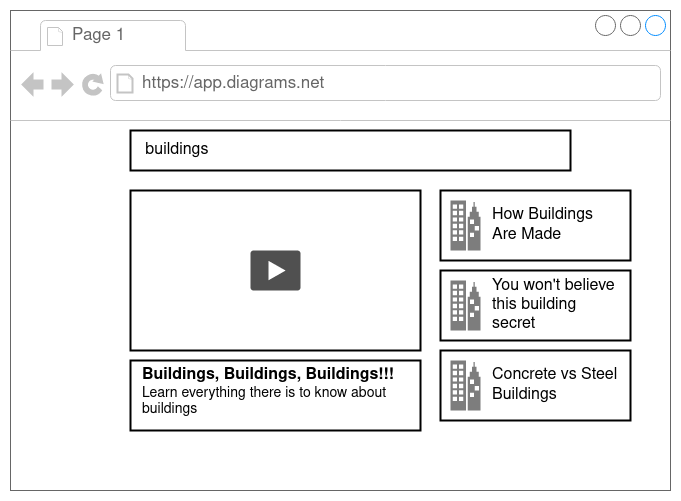 Page 1
https://app.diagrams.net
buildings
Buildings, Buildings, Buildings!!!
Learn everything there is to know about
buildings
How Buildings
Are Made
You won't believe
this building
secret
Concrete vs Steel
Buildings